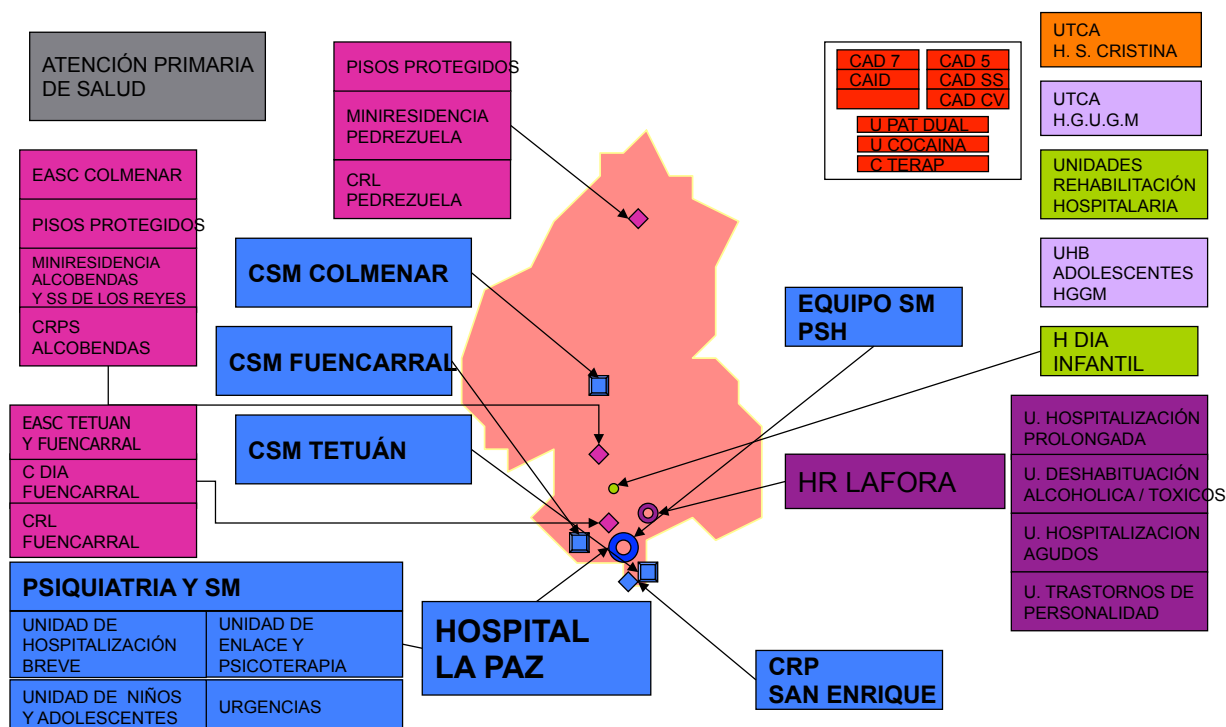 ATENCIÓN PRIMARIA
DE SALUD
PISOS PROTEGIDOS
MINIRESIDENCIA
PEDREZUELA
CRL
PEDREZUELA
CAD 7
CAID
CAD 5
CAD SS
CAD CV
U PAT DUAL
U COCAINA
C TERAP
UTCA
H. S. CRISTINA
UTCA
H.G.U.G.M
UNIDADES
REHABILITACIÓN
HOSPITALARIA
UHB
ADOLESCENTES
HGGM
H DIA
INFANTIL
EASC COLMENAR
PISOS PROTEGIDOS
MINIRESIDENCIA
ALCOBENDAS
Y SS DE LOS REYES
CRPS
ALCOBENDAS
CSM COLMENAR
CSM FUENCARRAL
CSM TETUÁN
EQUIPO SM
PSH
EASC TETUAN
Y FUENCARRAL
C DIA
FUENCARRAL
CRL
FUENCARRAL
HR LAFORA
U. HOSPITALIZACIÓN
PROLONGADA
U. DESHABITUACIÓN
ALCOHOLICA / TOXICOS
U. HOSPITALIZACION
AGUDOS
U. TRASTORNOS DE
PERSONALIDAD
PSIQUIATRIA Y SM
UNIDAD DE
HOSPITALIZACIÓN
BREVE
UNIDAD DE
ENLACE Y
PSICOTERAPIA
UNIDAD DE NIÑOS
Y ADOLESCENTES
URGENCIAS
HOSPITAL
LA PAZ
CRP
SAN ENRIQUE